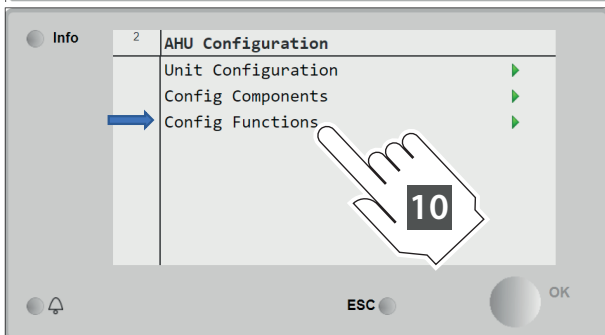 Info
2
AHU Configuration
Unit Configuration
Config Components
Config Functions
10
ESC
OK